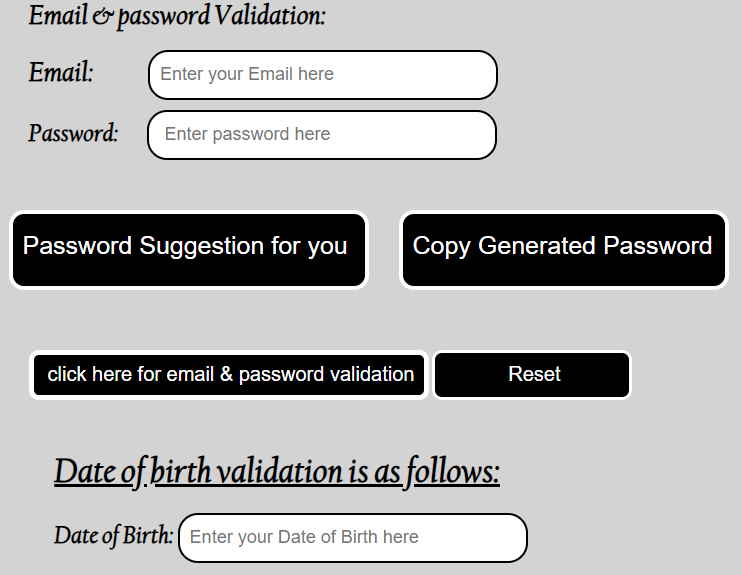 Email & password Validation:
Email: Enter your Email here
Password: Enter password here
Password Suggestion for you Copy Generated Password
click here for email & password validation Reset
Date of birth validation is as follows:
Date of Birth: Enter your Date of Birth here